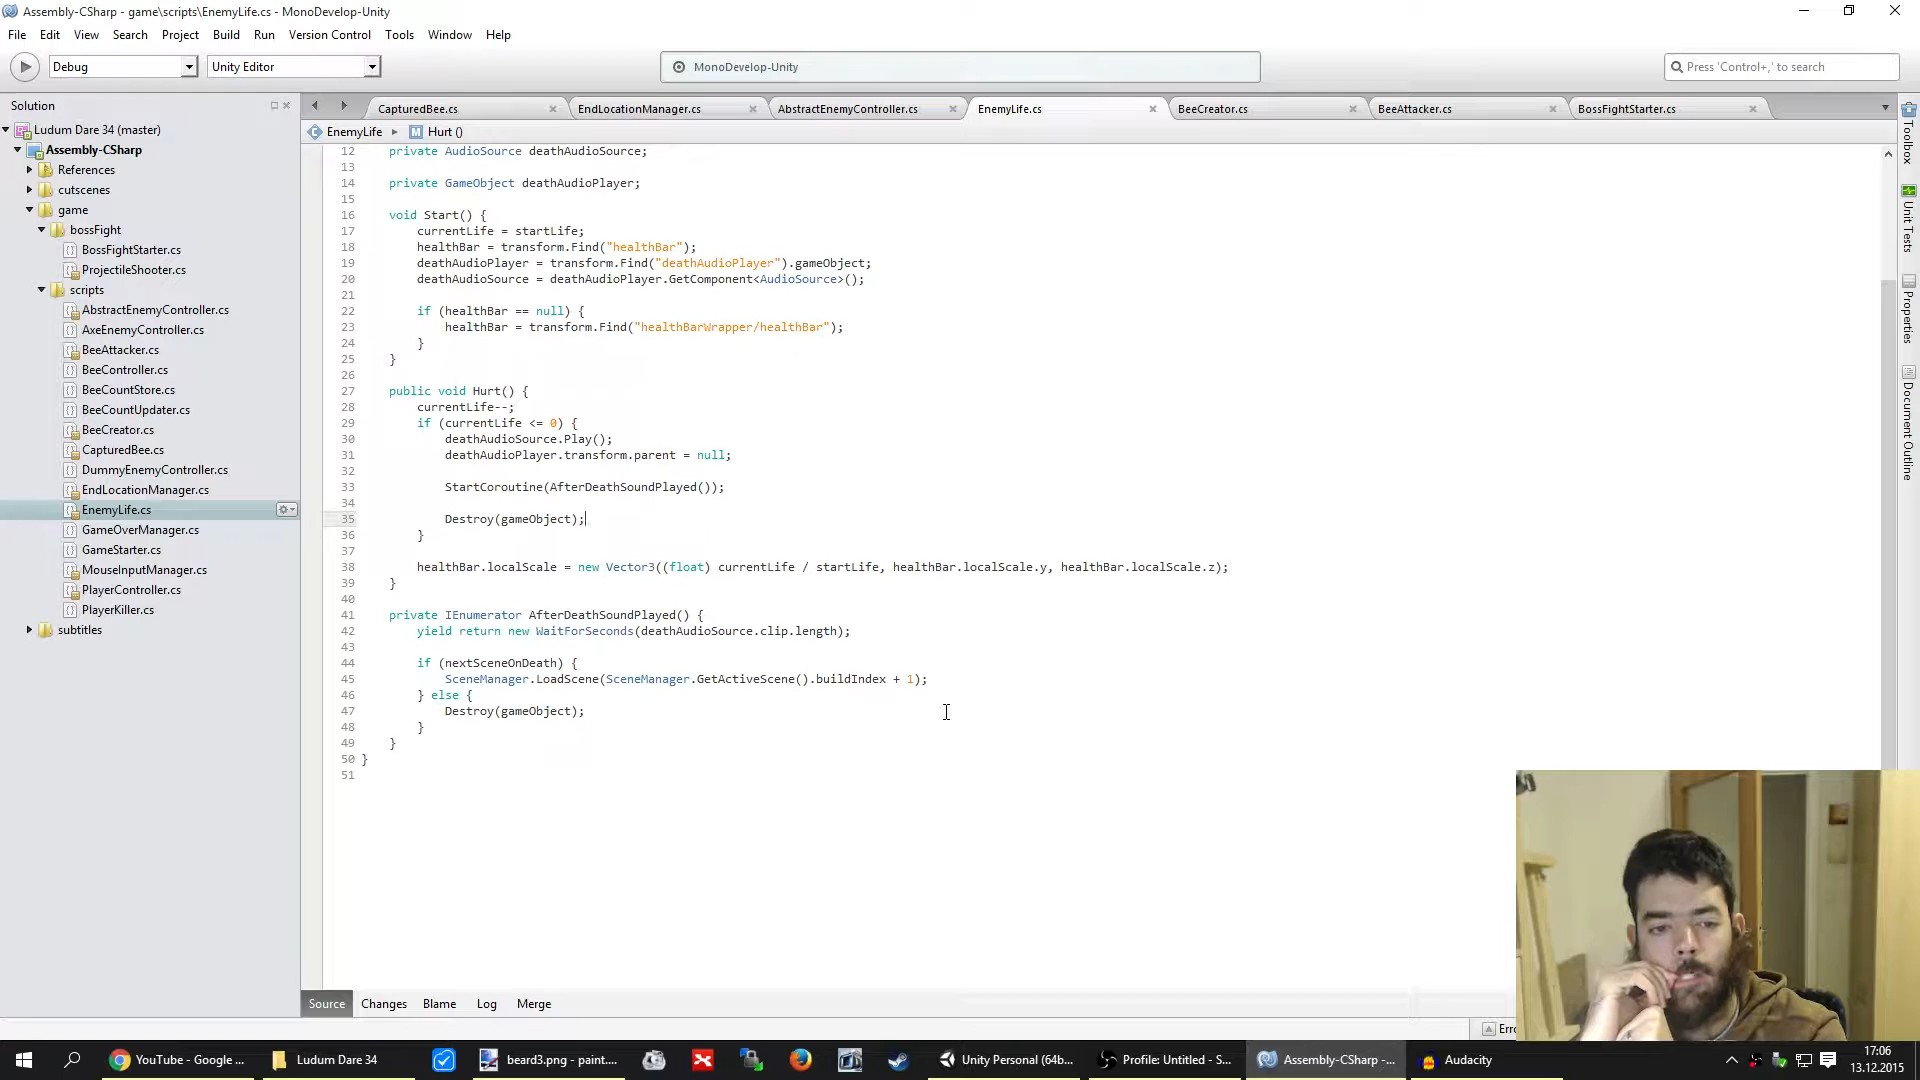 Assembly-CSharp - game\scripts\EnemyLife.cs - MonoDevelop-Unity
File Edit View Search Project Build Run Version Control Tools Window Help
Debug Unity Editor MonoDevelop-Unity Press 'Control+,' to search
Solution
CapturedBee.cs EndLocationManager.cs AbstractEnemyController.cs EnemyLife.cs BeeCreator.cs BeeAttacker.cs BossFightStarter.cs
EnemyLife Hurt ()
Ludum Dare 34 (master)
Assembly-CSharp
References
cutscenes
game
bossFight
BossFightStarter.cs
ProjectileShooter.cs
scripts
AbstractEnemyController.cs
AxeEnemyController.cs
BeeAttacker.cs
BeeController.cs
BeeCountStore.cs
BeeCountUpdater.cs
BeeCreator.cs
CapturedBee.cs
DummyEnemyController.cs
EndLocationManager.cs
EnemyLife.cs
GameOverManager.cs
GameStarter.cs
MouseInputManager.cs
PlayerController.cs
PlayerKiller.cs
subtitles
12 private AudioSource deathAudioSource;
13
14 private GameObject deathAudioPlayer;
15
16 void Start() {
17 currentLife = startLife;
18 healthBar = transform.Find("healthBar");
19 deathAudioPlayer = transform.Find("deathAudioPlayer").gameObject;
20 deathAudioSource = deathAudioPlayer.GetComponent<AudioSource>();
21
22 if (healthBar == null) {
23 healthBar = transform.Find("healthBarWrapper/healthBar");
24 }
25 }
26
27 public void Hurt() {
28 currentLife--;
29 if (currentLife <= 0) {
30 deathAudioSource.Play();
31 deathAudioPlayer.transform.parent = null;
32
33 StartCoroutine(AfterDeathSoundPlayed());
34
35 Destroy(gameObject);
36 }
37
38 healthBar.localScale = new Vector3((float) currentLife / startLife, healthBar.localScale.y, healthBar.localScale.z);
39 }
40
41 private IEnumerator AfterDeathSoundPlayed() {
42 yield return new WaitForSeconds(deathAudioSource.clip.length);
43
44 if (nextSceneOnDeath) {
45 SceneManager.LoadScene(SceneManager.GetActiveScene().buildIndex + 1);
46 } else {
47 Destroy(gameObject);
48 }
49 }
50 }
51
Toolbox
Unit Tests
Properties
Document Outline
Source Changes Blame Log Merge
Erro
YouTube - Google ... Ludum Dare 34 beard3.png - paint.... Unity Personal (64b... Profile: Untitled - S... Assembly-CSharp -... Audacity
17:06
13.12.2015